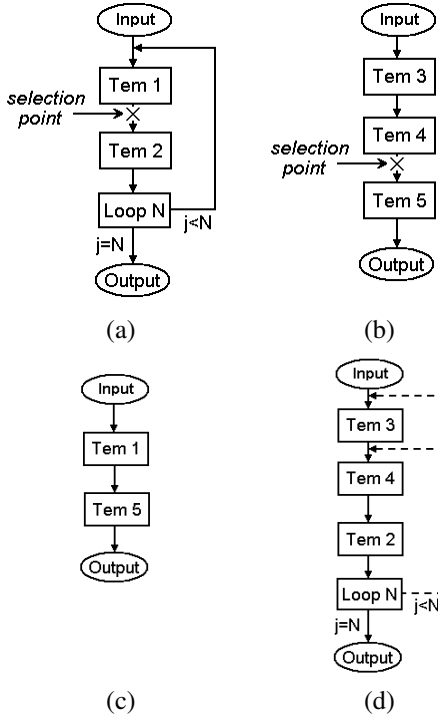 Input
Tem 1
selection
point
Tem 2
Loop N
j=N
j<N
Output
(a)
Input
Tem 3
Tem 4
selection
point
Tem 5
Output
(b)
Input
Tem 1
Tem 5
Output
(c)
Input
Tem 3
Tem 4
Tem 2
Loop N
j=N
j<N
Output
(d)